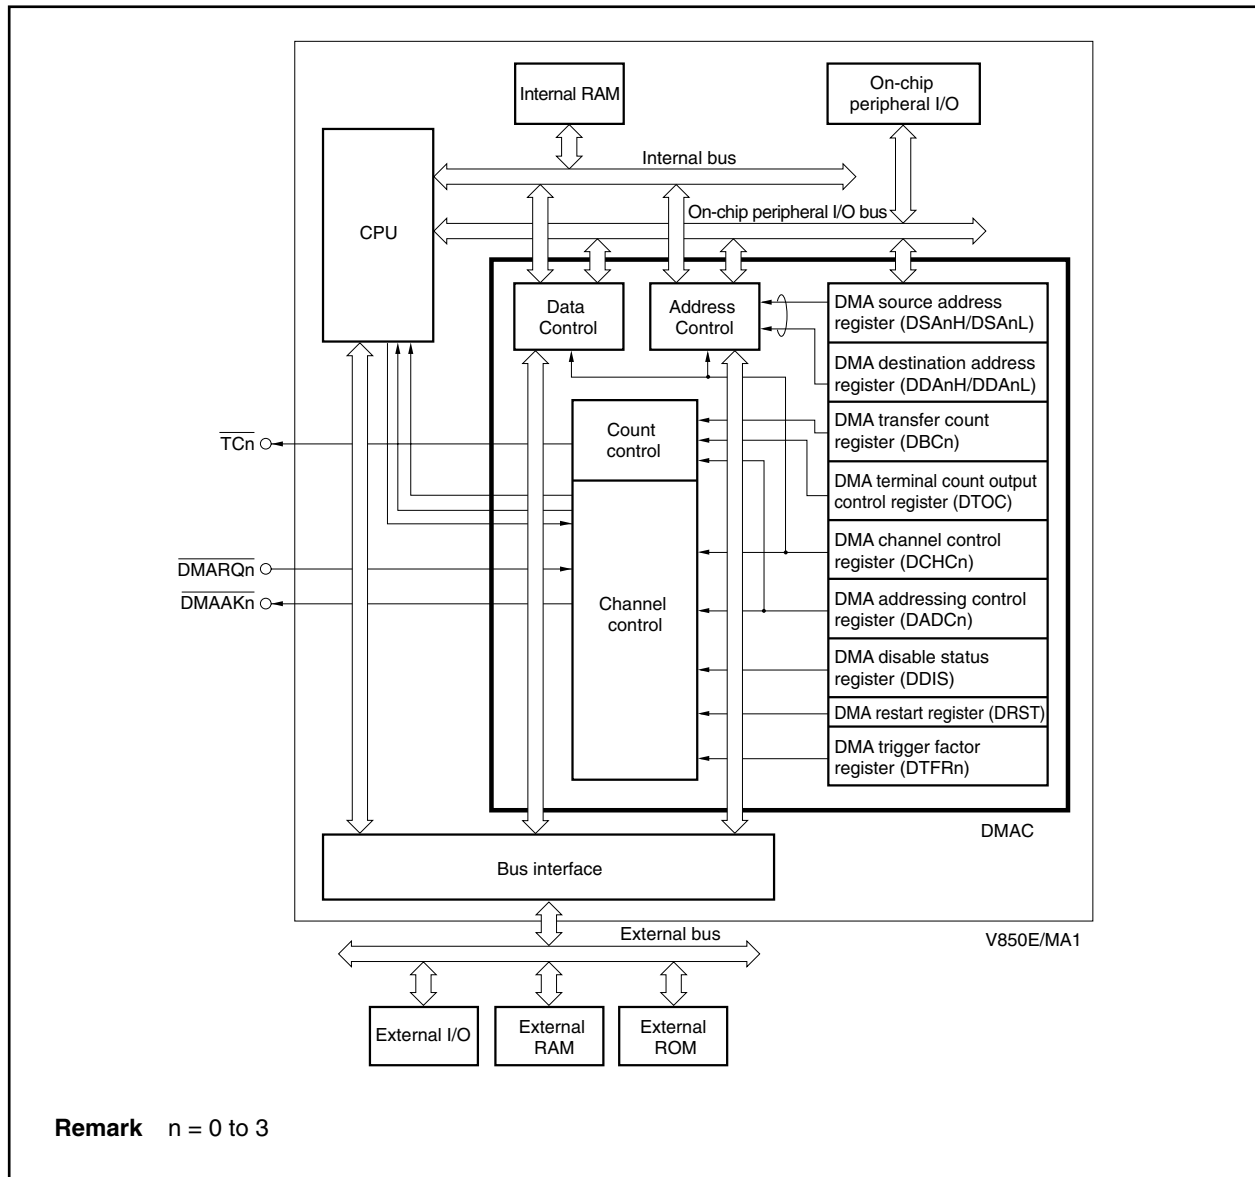 Internal RAM
On-chip
peripheral I/O
Internal bus
On-chip peripheral I/O bus
CPU
Data
Control
Address
Control
DMA source address
register (DSAnH/DSAnL)
DMA destination address
register (DDAnH/DDAnL)
DMA transfer count
register (DBCn)
DMA terminal count output
control register (DTOC)
DMA channel control
register (DCHCn)
DMA addressing control
register (DADCn)
DMA disable status
register (DDIS)
DMA restart register (DRST)
DMA trigger factor
register (DTFRn)
Count
control
Channel
control
TCn
DMARQn
DMAAKn
DMAC
Bus interface
V850E/MA1
External bus
External I/O
External
RAM
External
ROM
Remark n = 0 to 3